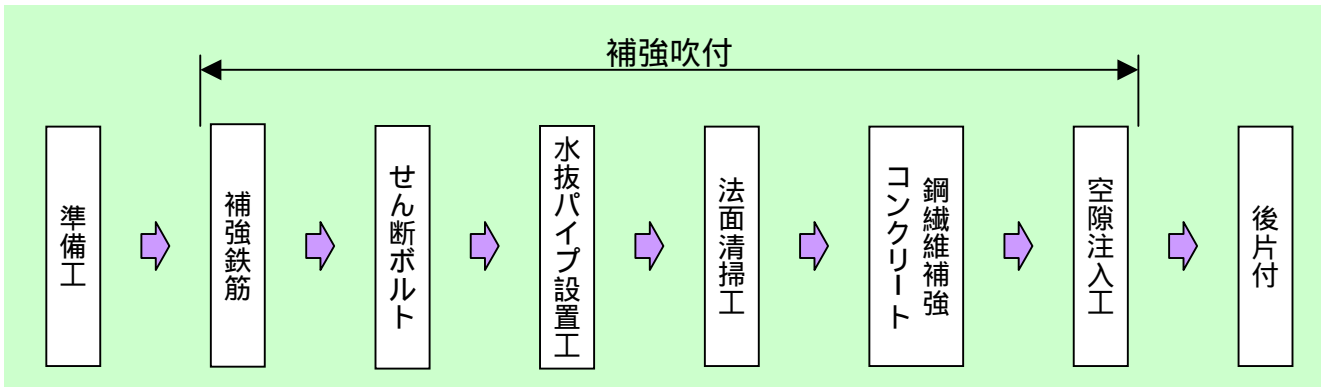 補強吹付
準備工
補強鉄筋
せん断ボルト
水抜パイプ設置工
法面清掃工
鋼繊維補強
コンクリート
空隙注入工
後片付